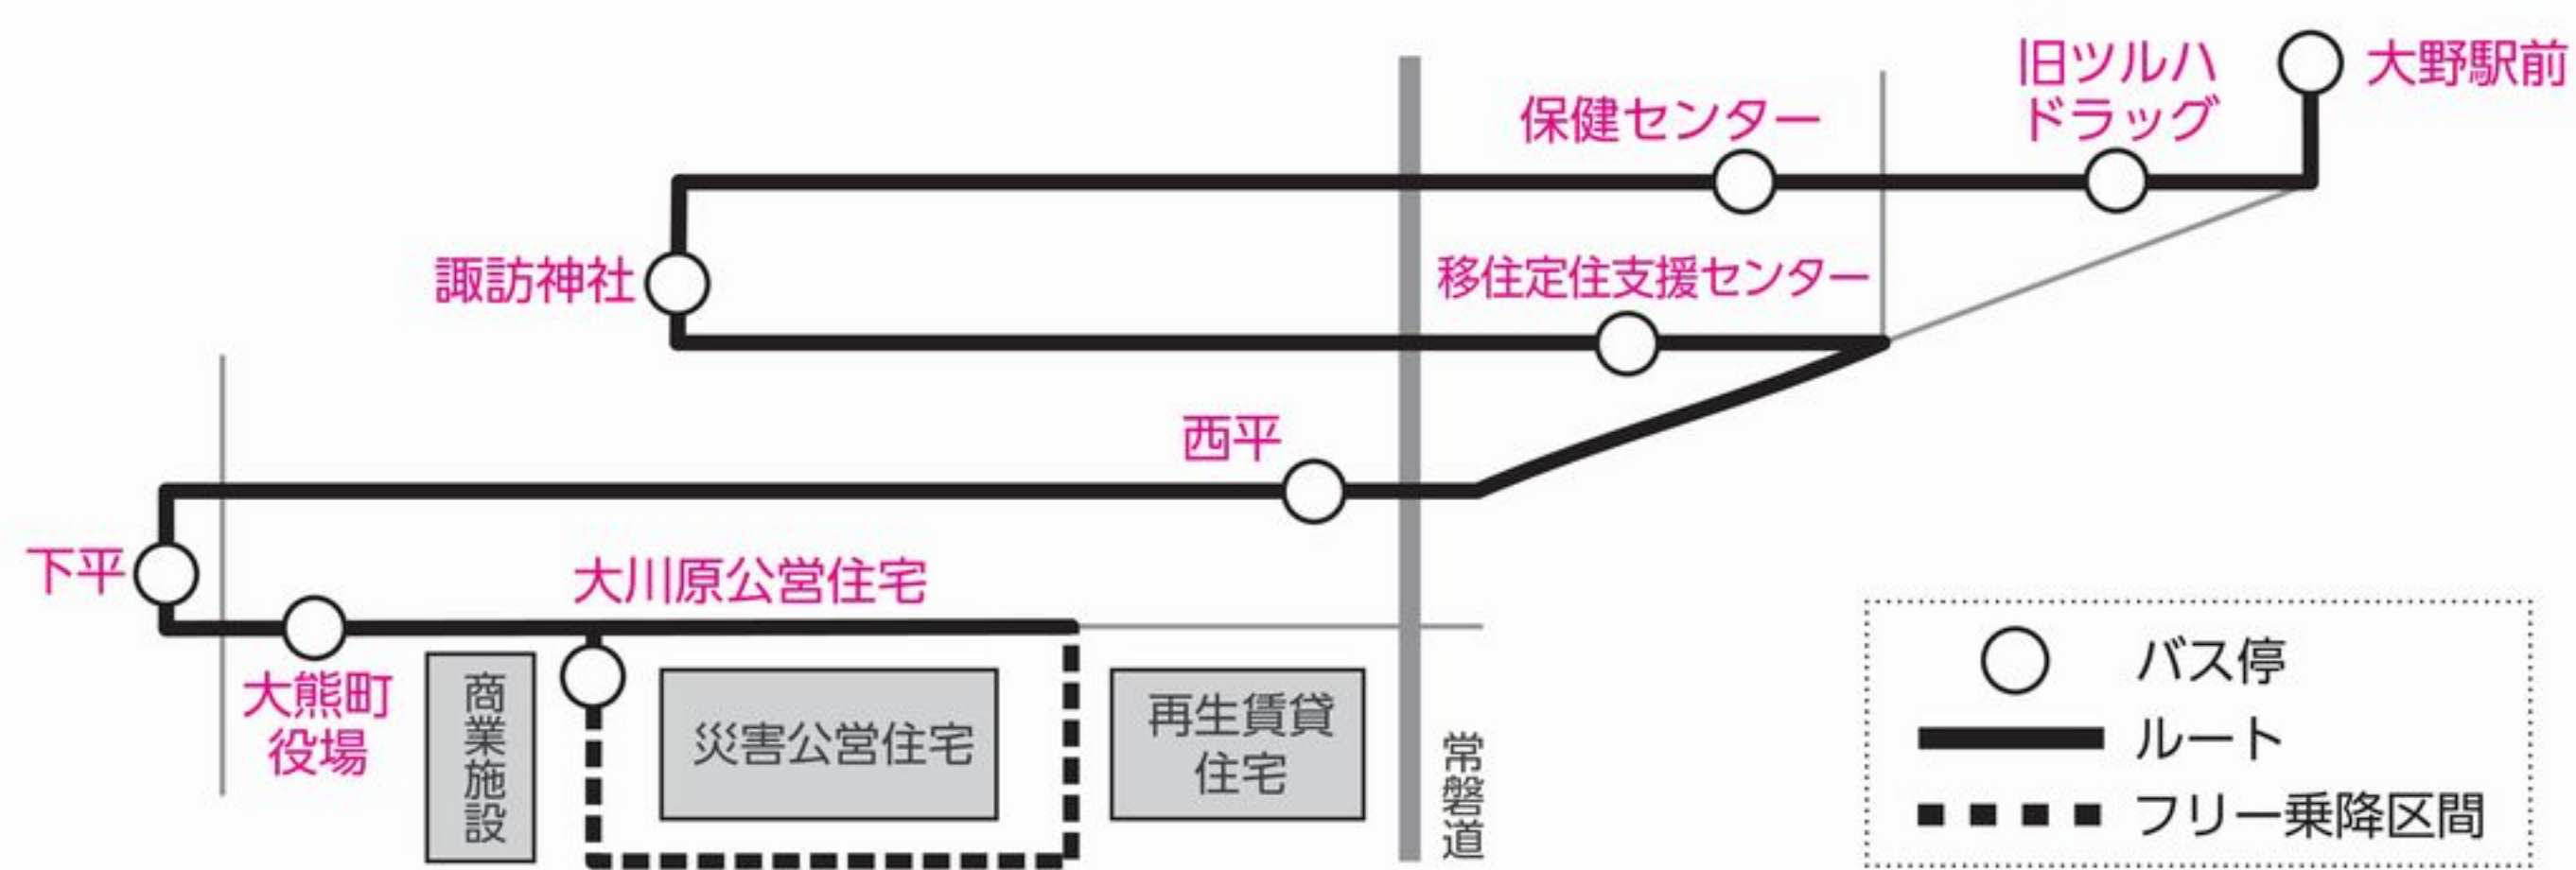 旧ツルハ
ドラッグ
大野駅前
保健センター
諏訪神社
移住定住支援センター
西平
下平
大川原公営住宅
大熊町
役場
商業施設
災害公営住宅
再生賃貸
住宅
常磐道
バス停
ルート
フリー乗降区間